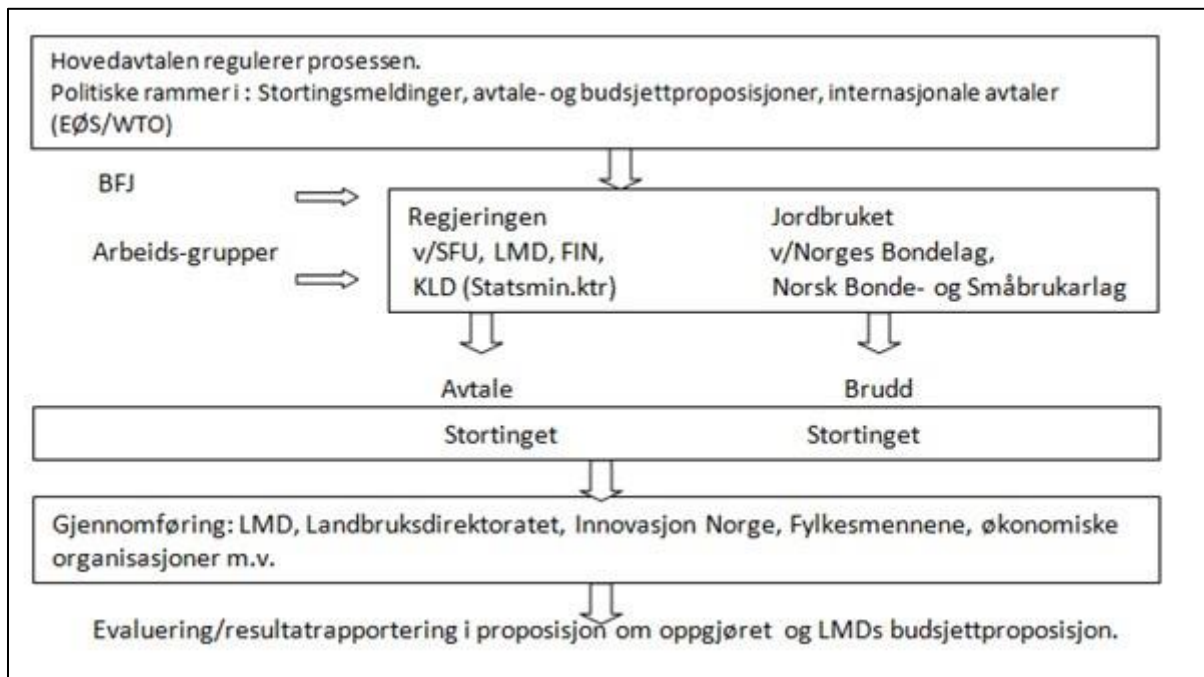 Hovedavtalen regulerer prosessen.
Politiske rammer i : Stortingsmeldinger, avtale- og budsjettproposisjoner, internasjonale avtaler
(EØS/WTO)
BFJ
Arbeids-grupper
Regjeringen
v/SFU, LMD, FIN,
KLD (Statsmin.ktr)
Jordbruket
v/Norges Bondelag,
Norsk Bonde- og Småbrukarlag
Avtale
Brudd
Stortinget
Stortinget
Gjennomføring: LMD, Landbruksdirektoratet, Innovasjon Norge, Fylkesmennene, økonomiske
organisasjoner m.v.
Evaluering/resultatrapportering i proposisjon om oppgjøret og LMDs budsjettproposisjon.